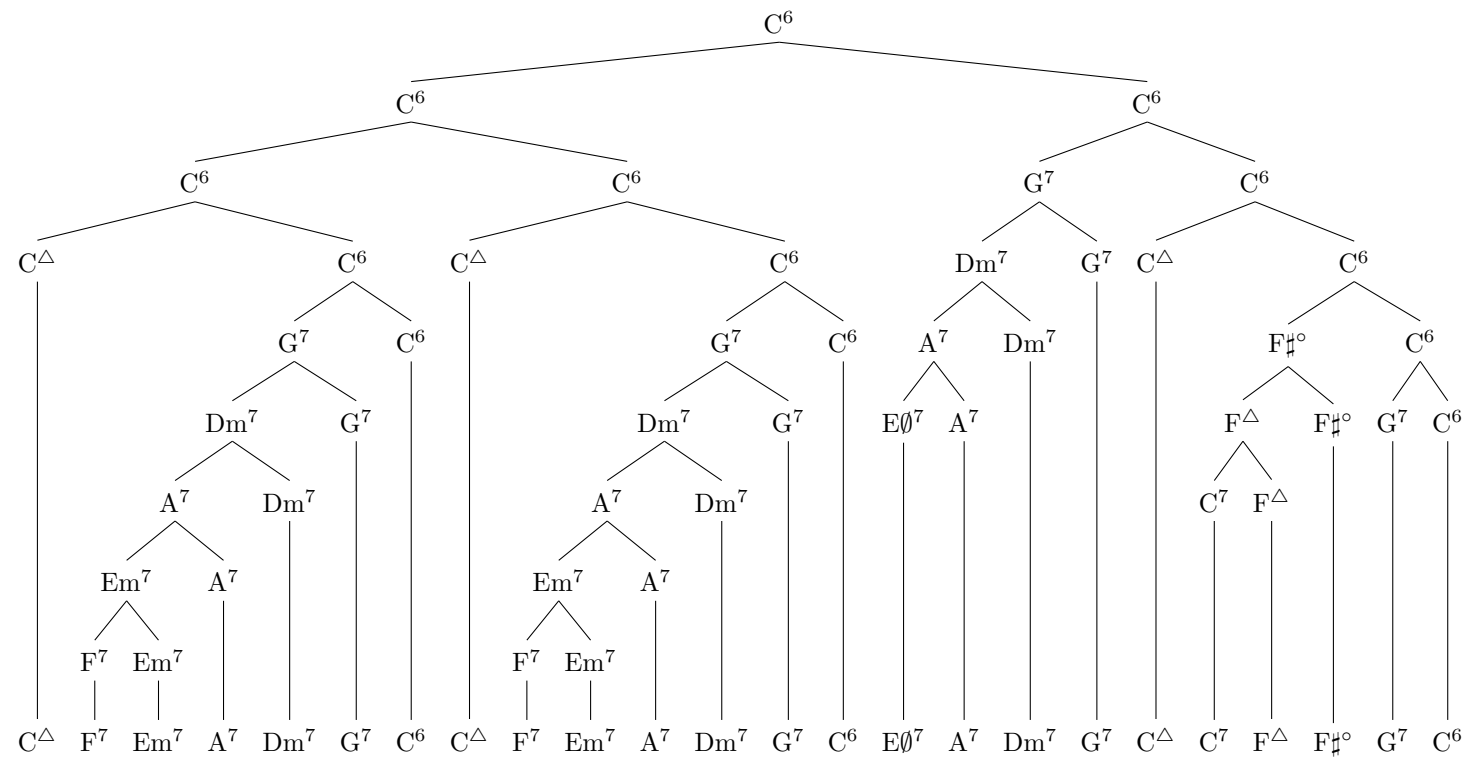 C⁶
C⁶ C⁶
C⁶ C⁶ G⁷ C⁶
C△ C⁶ C△ C⁶ Dm⁷ G⁷ C△ C⁶
G⁷ C⁶ G⁷ C⁶ A⁷ Dm⁷ F♯° C⁶
Dm⁷ G⁷ Dm⁷ G⁷ E∅⁷ A⁷ F△ F♯° G⁷ C⁶
A⁷ Dm⁷ A⁷ Dm⁷ C⁷ F△
Em⁷ A⁷ Em⁷ A⁷
F⁷ Em⁷ F⁷ Em⁷
C△ F⁷ Em⁷ A⁷ Dm⁷ G⁷ C⁶ C△ F⁷ Em⁷ A⁷ Dm⁷ G⁷ C⁶ E∅⁷ A⁷ Dm⁷ G⁷ C△ C⁷ F△ F♯° G⁷ C⁶